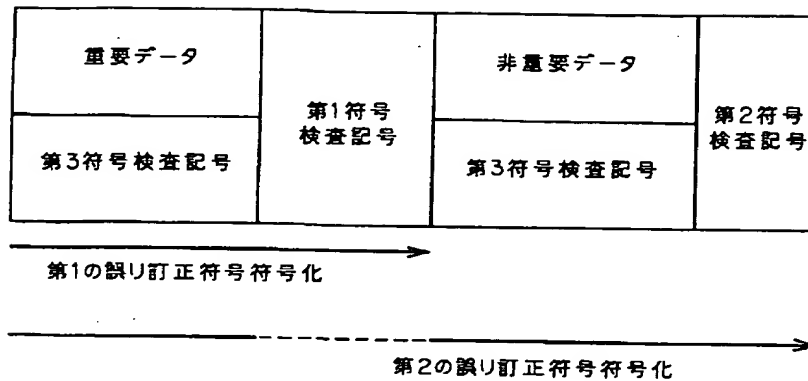 重要データ
第3符号検査記号
第1符号
検査記号
非重要データ
第3符号検査記号
第2符号
検査記号
第1の誤り訂正符号符号化
第2の誤り訂正符号符号化